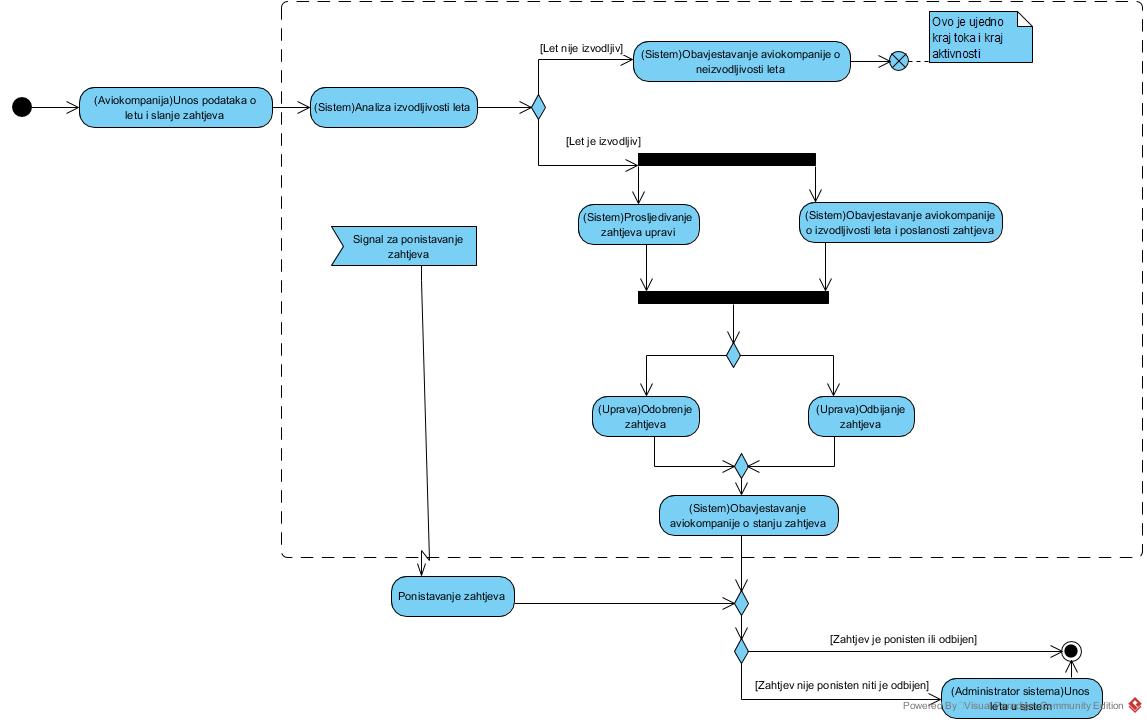 Ovo je ujedno
kraj toka i kraj
aktivnosti
[Let nije izvodljiv]
(Sistem)Obavjestavanje aviokompanije o
neizvodljivosti leta
(Aviokompanija)Unos podataka o
letu i slanje zahtjeva
(Sistem)Analiza izvodljivosti leta
[Let je izvodljiv]
(Sistem)Prosljedivanje
zahtjeva upravi
(Sistem)Obavjestavanje aviokompanije
o izvodljivosti leta i poslanosti zahtjeva
Signal za ponistavanje
zahtjeva
(Uprava)Odobrenje
zahtjeva
(Uprava)Odbijanje
zahtjeva
(Sistem)Obavjestavanje
aviokompanije o stanju zahtjeva
Ponistavanje zahtjeva
[Zahtjev je ponisten ili odbijen]
[Zahtjev nije ponisten niti je odbijen]
(Administrator sistema)Unos
leta u sistem
Powered By Visual Paradigm Community Edition